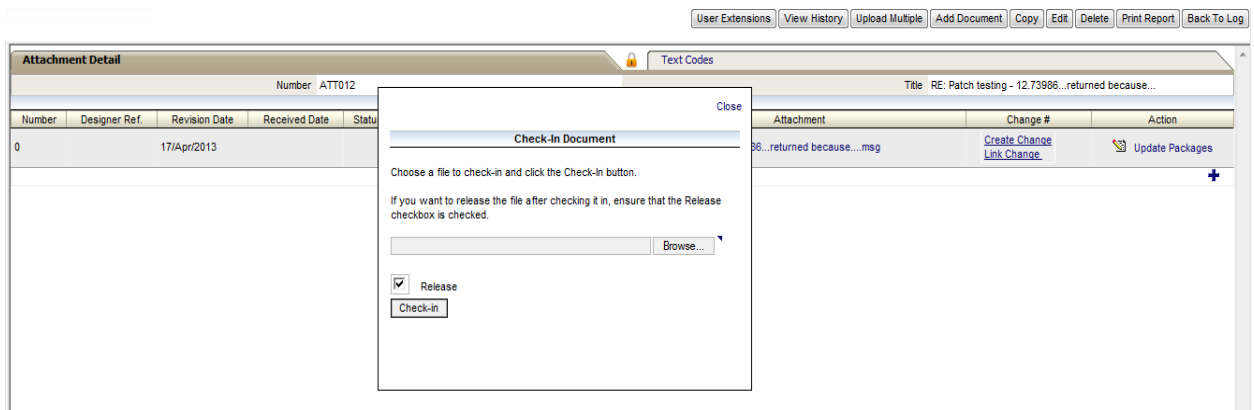 User Extensions View History Upload Multiple Add Document Copy Edit Delete Print Report Back To Log
Attachment Detail Text Codes
Number ATT012 Title RE: Patch testing - 12.73986...returned because...
Number Designer Ref. Revision Date Received Date Statu Attachment Change # Action
0 17/Apr/2013 86...returned because....msg Create Change Update Packages
Link Change
Close
Check-In Document
Choose a file to check-in and click the Check-In button.
If you want to release the file after checking it in, ensure that the Release
checkbox is checked.
Browse...
Release
Check-in